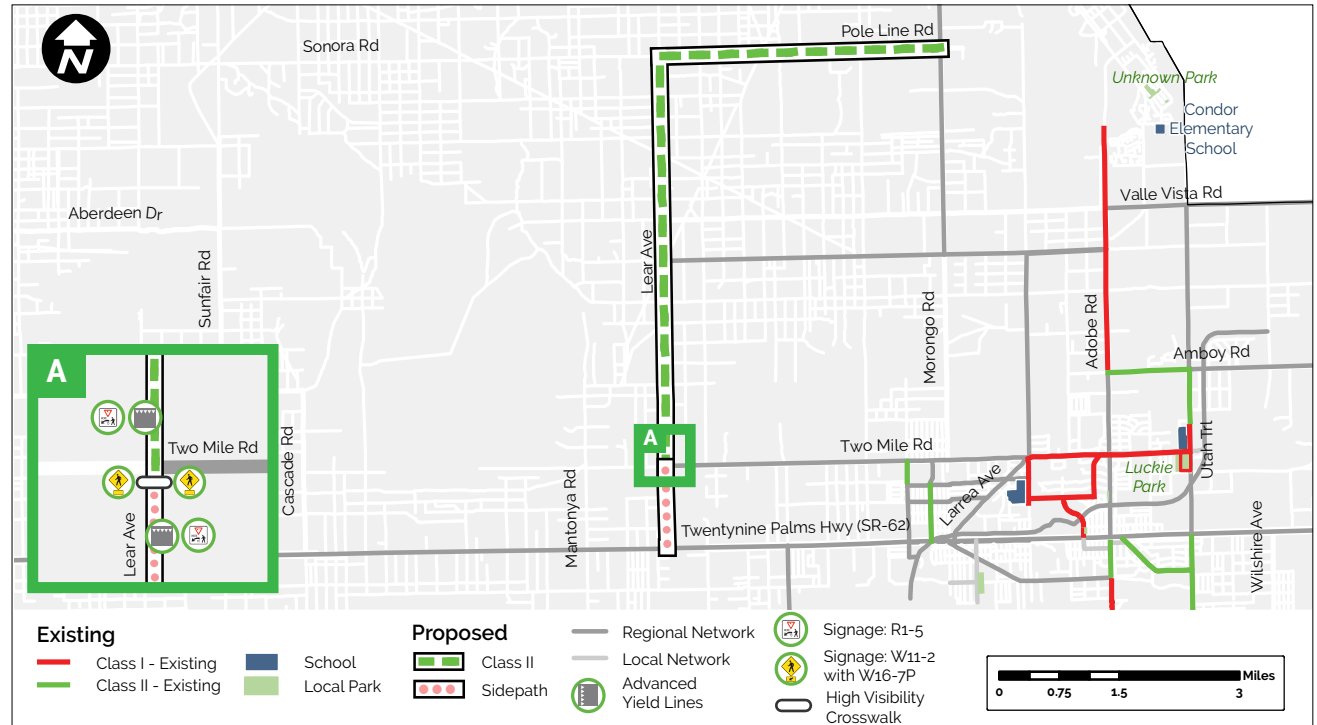 N
Sonora Rd
Pole Line Rd
Unknown Park
Condor
Elementary
School
Valle Vista Rd
Aberdeen Dr
Sunfair Rd
Lear Ave
Morongo Rd
Adobe Rd
Amboy Rd
A
Two Mile Rd
Cascade Rd
Lear Ave
A
Two Mile Rd
Mantonya Rd
Larrea Ave
Luckie
Park
Utah Trl
Twentynine Palms Hwy (SR-62)
Wilshire Ave
Existing
Class I - Existing
Class II - Existing
School
Local Park
Proposed
Class II
Sidepath
Regional Network
Local Network
Advanced
Yield Lines
Signage: R1-5
Signage: W11-2
with W16-7P
High Visibility
Crosswalk
Miles
0 0.75 1.5 3